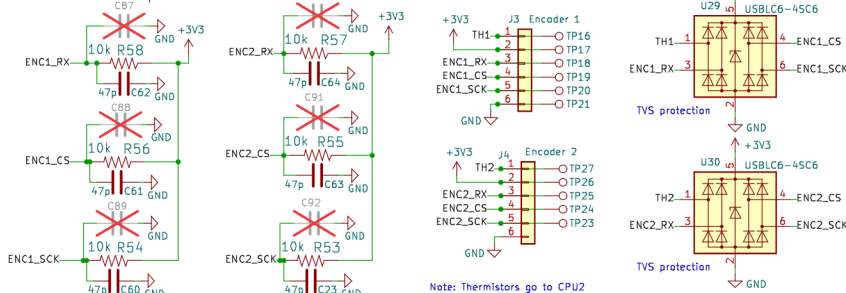 C87
GND
+3V3
10k R58
ENC1_RX
47p C62
GND
C88
GND
10k R56
ENC1_CS
47p C61
GND
C89
GND
10k R54
ENC1_SCK
47p C60
GND
GND
+3V3
10k R57
ENC2_RX
47p C64
GND
C91
GND
10k R55
ENC2_CS
47p C63
GND
C92
GND
10k R53
ENC2_SCK
47p C23
GND
J3 Encoder 1
+3V3
TH1 1 TP16
2 TP17
ENC1_RX 3 TP18
ENC1_CS 4 TP19
ENC1_SCK 5 TP20
6 TP21
GND
J4 Encoder 2
+3V3
TH2 1 TP27
2 TP26
ENC2_RX 3 TP25
ENC2_CS 4 TP24
ENC2_SCK 5 TP23
6
GND
Note: Thermistors go to CPU2
U29 USBLC6-4SC6
5
TH1 1 4 ENC1_CS
ENC1_RX 3 6 ENC1_SCK
2
TVS protection
GND
+3V3
U30 USBLC6-4SC6
5
TH2 1 4 ENC2_CS
ENC2_RX 3 6 ENC2_SCK
2
TVS protection
GND